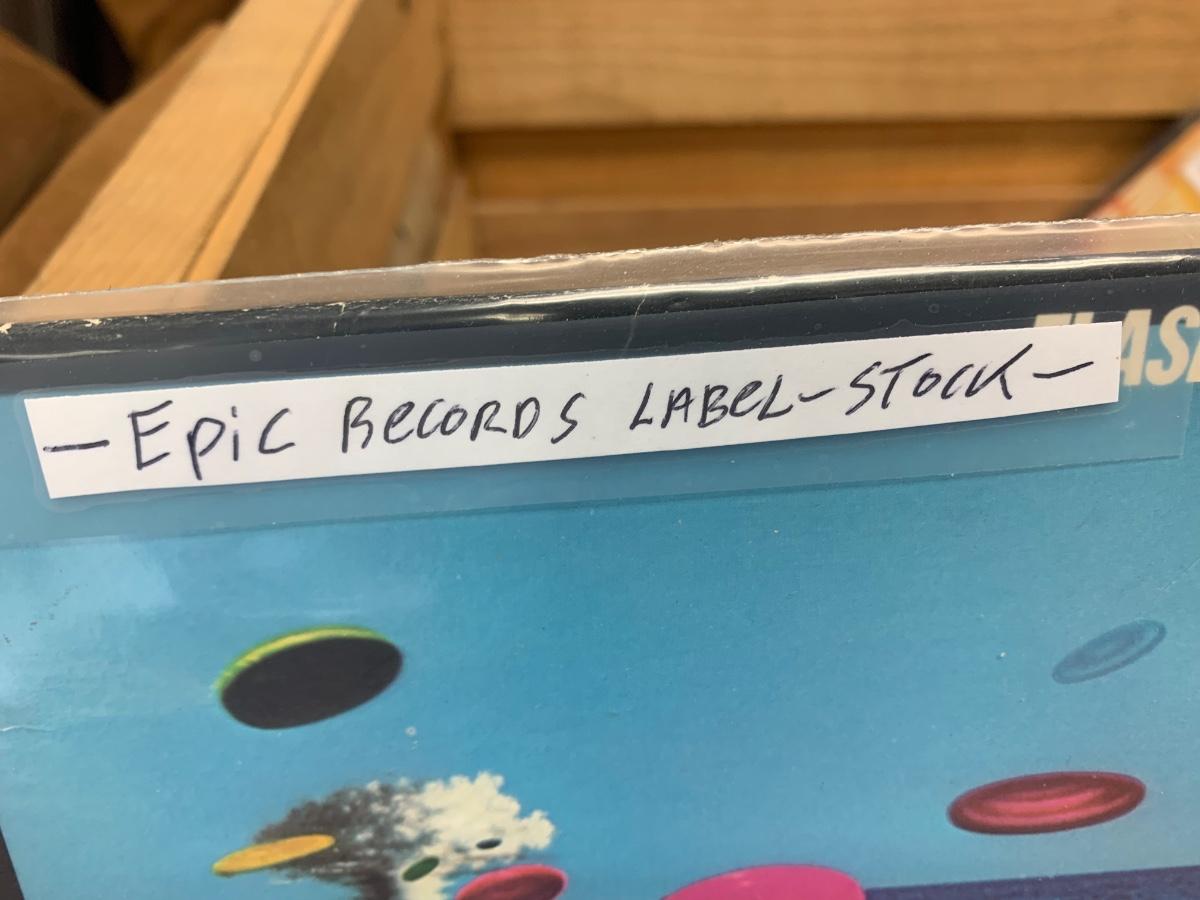 — EpiC ReCORDS LABeL-STOCK —